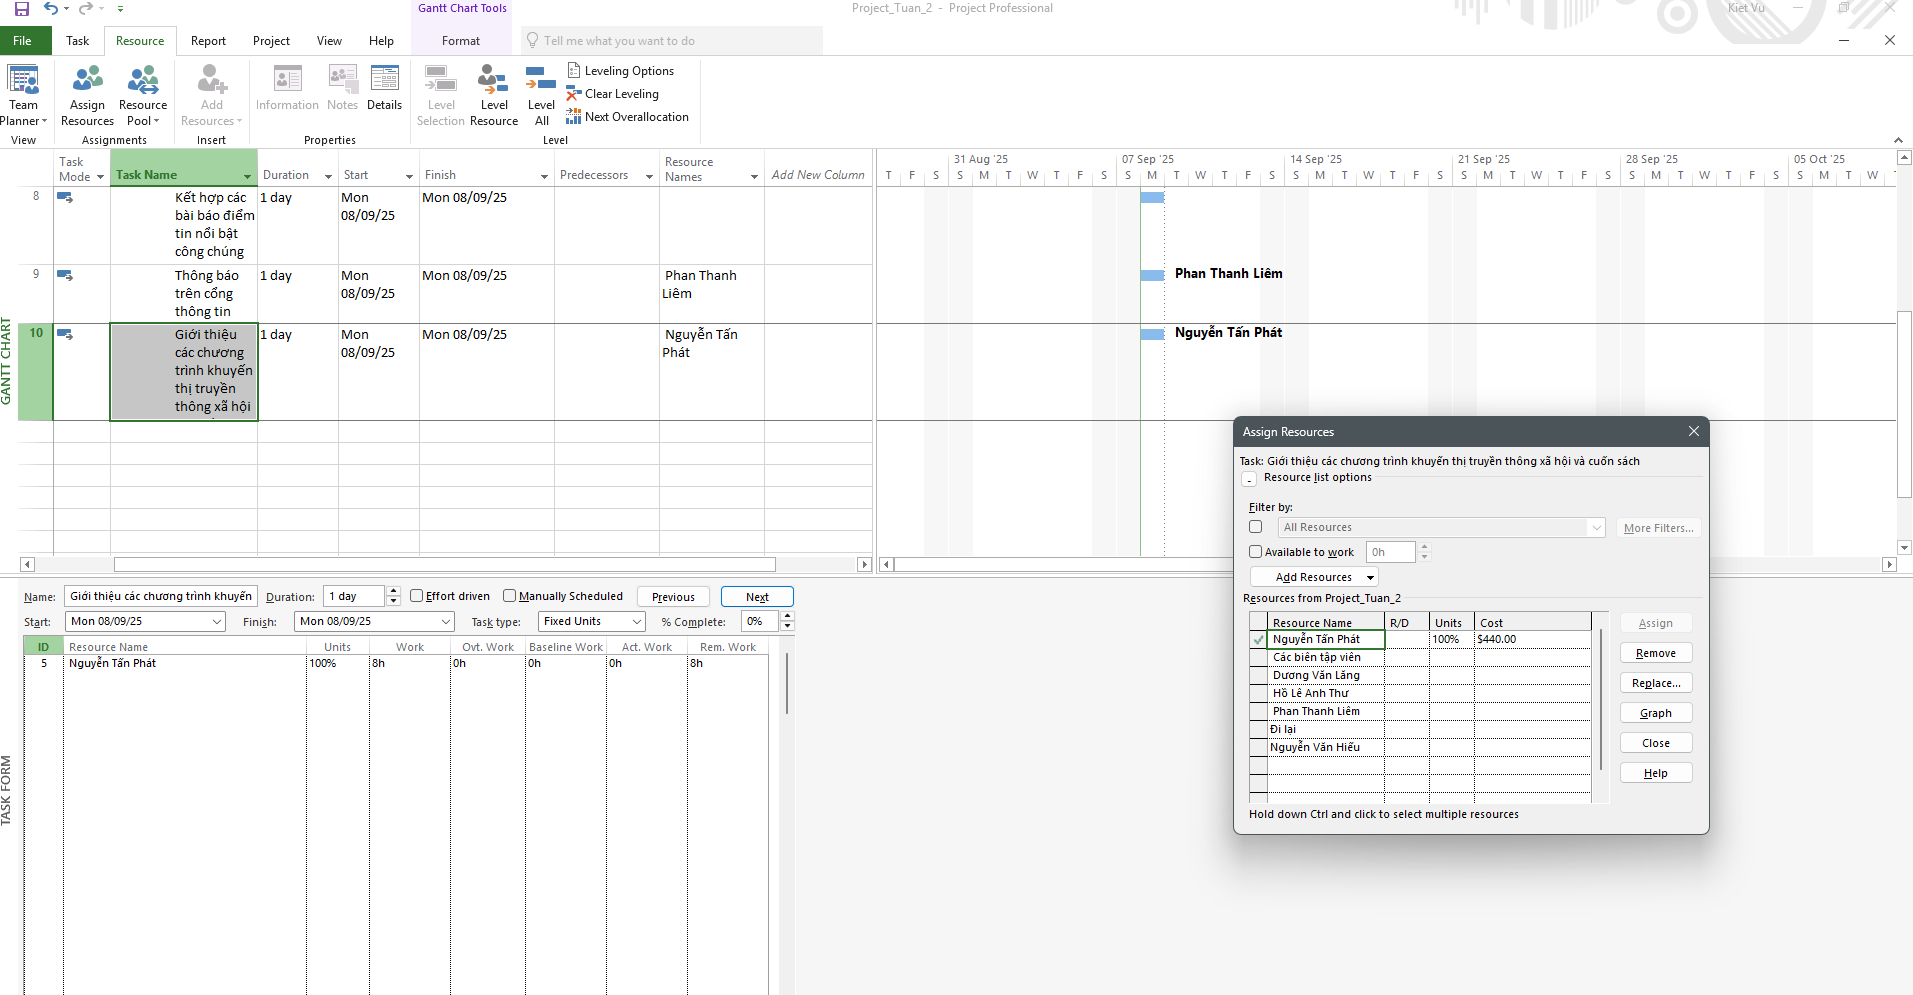 Gantt Chart Tools
Project_Tuan_2 - Project Professional
Kiet Vu
File Task Resource Report Project View Help Format Tell me what you want to do
Team Planner
Assign Resources
Resource Pool
Add Resources
Information
Notes
Details
Level Selection
Level Resource
Level All
Leveling Options
Clear Leveling
Next Overallocation
View Assignments Insert Properties Level
Task Mode Task Name Duration Start Finish Predecessors Resource Names Add New Column
31 Aug '25 07 Sep '25 14 Sep '25 21 Sep '25 28 Sep '25 05 Oct '25
T F S S M T W T F S S M T W T F S S M T W T F S S M T W T F S S M T W T F S S M T W
8 Kết hợp các bài báo điểm tin nổi bật công chúng 1 day Mon 08/09/25 Mon 08/09/25
9 Thông báo trên cổng thông tin 1 day Mon 08/09/25 Mon 08/09/25 Phan Thanh Liêm
Phan Thanh Liêm
10 Giới thiệu các chương trình khuyến thị truyền thông xã hội 1 day Mon 08/09/25 Mon 08/09/25 Nguyễn Tấn Phát
Nguyễn Tấn Phát
GANTT CHART
Assign Resources
Task: Giới thiệu các chương trình khuyến thị truyền thông xã hội và cuốn sách
- Resource list options
Filter by:
All Resources More Filters...
Available to work 0h
Add Resources
Resources from Project_Tuan_2
Resource Name R/D Units Cost
Nguyễn Tấn Phát 100% $440.00
Các biên tập viên
Dương Văn Lăng
Hồ Lê Anh Thư
Phan Thanh Liêm
Đi lại
Nguyễn Văn Hiếu
Assign
Remove
Replace...
Graph
Close
Help
Hold down Ctrl and click to select multiple resources
Name: Giới thiệu các chương trình khuyến Duration: 1 day Effort driven Manually Scheduled Previous Next
Start: Mon 08/09/25 Finish: Mon 08/09/25 Task type: Fixed Units % Complete: 0%
ID Resource Name Units Work Ovt. Work Baseline Work Act. Work Rem. Work
5 Nguyễn Tấn Phát 100% 8h 0h 0h 0h 8h
TASK FORM